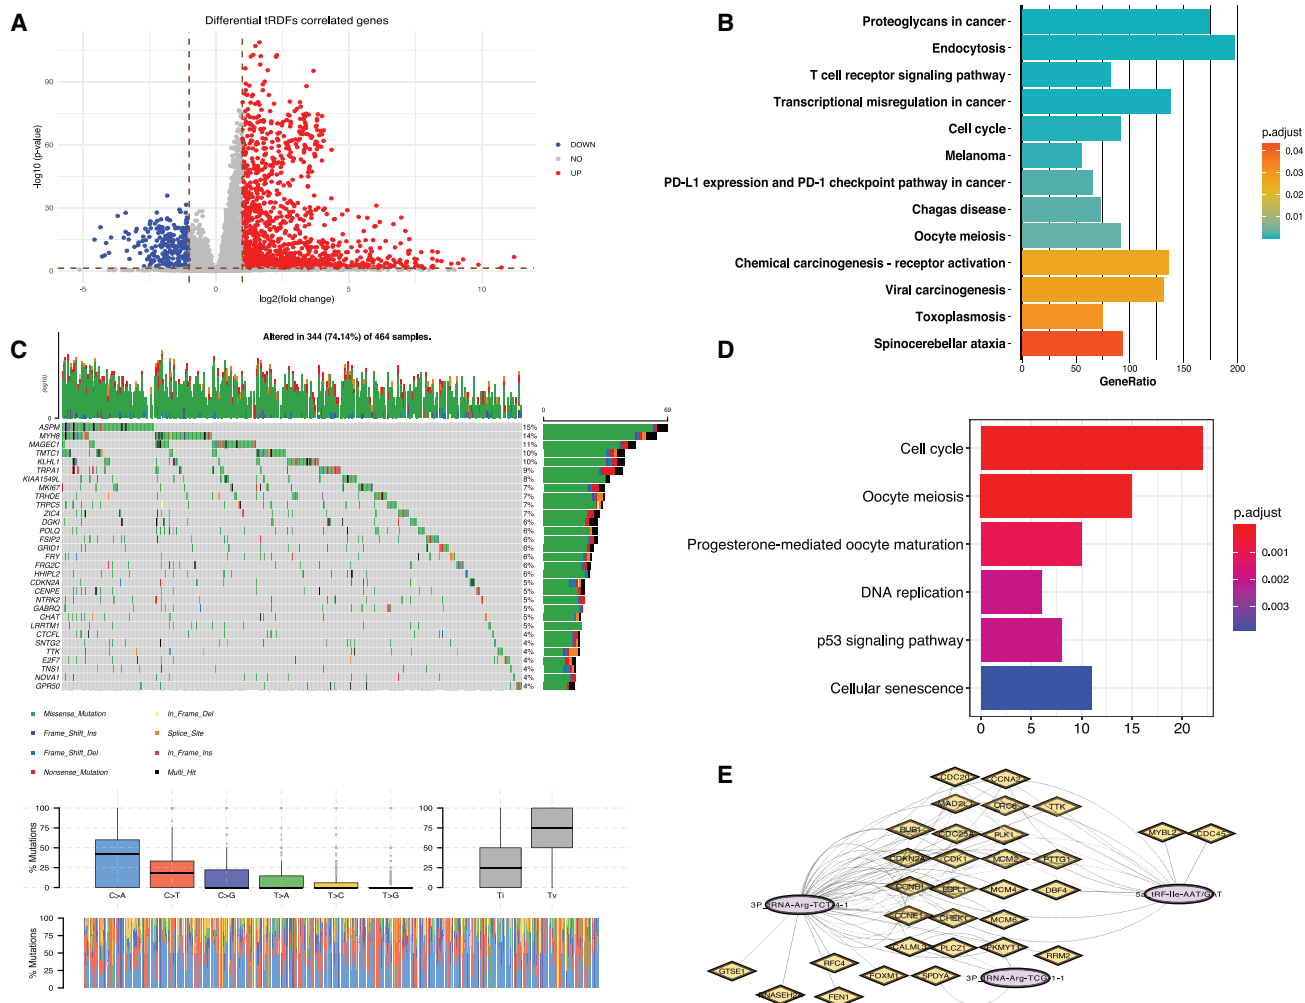 A
Differential tRDFs correlated genes
-log10 (p-value)
90
60
30
0
-5
0
5
10
log2(fold change)
DOWN
NO
UP
B
Proteoglycans in cancer
Endocytosis
T cell receptor signaling pathway
Transcriptional misregulation in cancer
Cell cycle
Melanoma
PD-L1 expression and PD-1 checkpoint pathway in cancer
Chagas disease
Oocyte meiosis
Chemical carcinogenesis - receptor activation
Viral carcinogenesis
Toxoplasmosis
Spinocerebellar ataxia
0 50 100 150 200
GeneRatio
p.adjust
0.04
0.03
0.02
0.01
C
Altered in 344 (74.14%) of 464 samples.
(log10)
0
0 69
ASPM 15%
MYH8 14%
MAGEC1 11%
TMTC1 10%
KLHL1 10%
TRPA1 9%
KIAA1549L 8%
MKI67 7%
TRHDE 7%
TRPC5 7%
ZIC4 7%
DGKI 6%
POLQ 6%
FSIP2 6%
GRID1 6%
FRY 6%
FRG2C 6%
HHIPL2 6%
CDKN2A 5%
CENPE 5%
NTRK2 5%
GABRQ 5%
CHAT 5%
LRRTM1 5%
CTCFL 4%
SNTG2 4%
TTK 4%
E2F7 4%
TNS1 4%
NOVA1 4%
GPR50 4%
Missense_Mutation
Frame_Shift_Ins
Frame_Shift_Del
Nonsense_Mutation
In_Frame_Del
Splice_Site
In_Frame_Ins
Multi_Hit
% Mutations
100
75
50
25
0
C>A C>T C>G T>A T>C T>G
100
75
50
25
0
Ti Tv
% Mutations
100
75
50
25
0
D
Cell cycle
Oocyte meiosis
Progesterone-mediated oocyte maturation
DNA replication
p53 signaling pathway
Cellular senescence
0 5 10 15 20
p.adjust
0.001
0.002
0.003
E
CDC20
CCNA2
MAD2L1
ORC6
TTK
BUB1
CDC25A
PLK1
MYBL2
CDC45
CDKN2A
CDK1
MCM2
PTTG1
CCNB1
ESPL1
MCM4
DBF4
CCNE1
CHEK1
MCM6
CALML3
PLCZ1
PKMYT1
RRM2
GTSE1
RFC4
FOXM1
SPDYA
FEN1